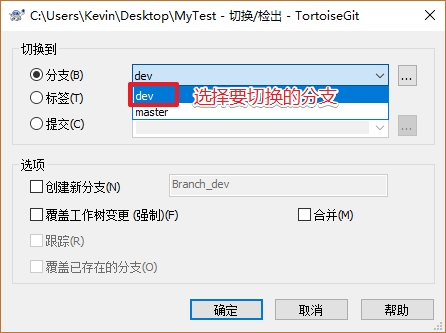 C:\Users\Kevin\Desktop\MyTest - 切换/检出 - TortoiseGit
切换到
分支(B)
dev
...
dev
选择要切换的分支
master
标签(T)
提交(C)
...
选项
创建新分支(N)
Branch_dev
覆盖工作树变更 (强制)(F)
合并(M)
跟踪(R)
覆盖已存在的分支(O)
确定
取消
帮助